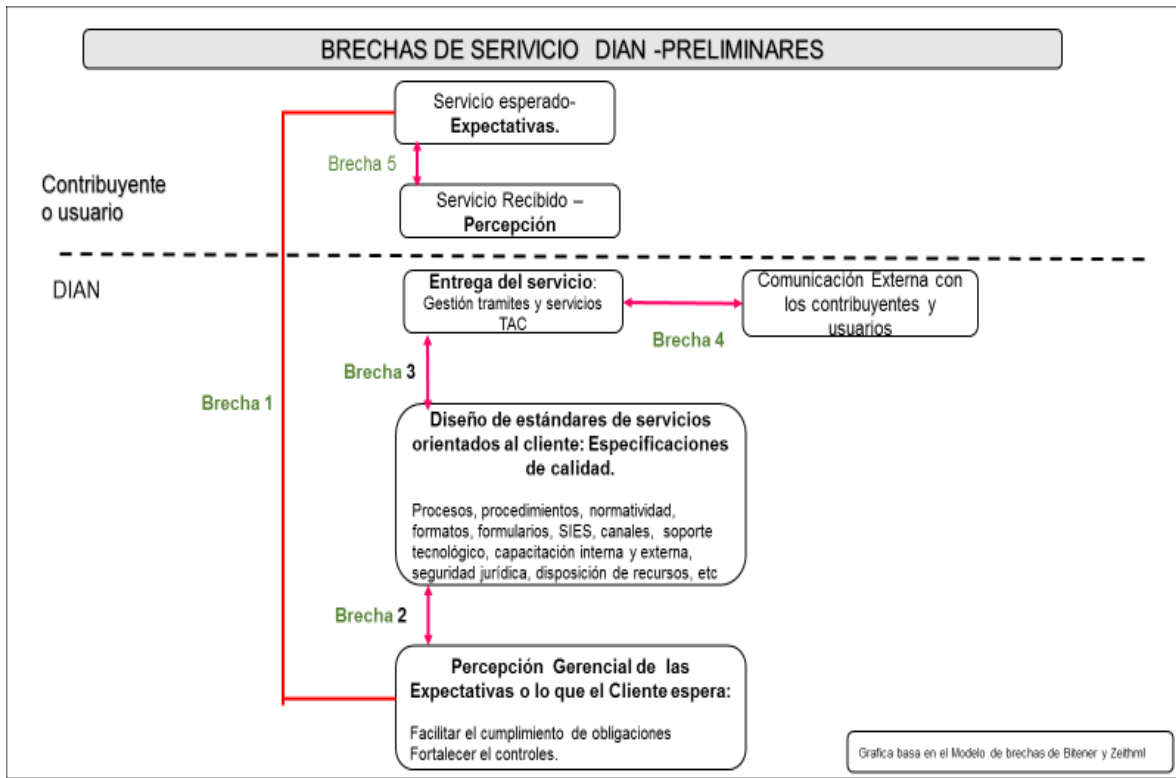 BRECHAS DE SERIVICIO DIAN -PRELIMINARES
Servicio esperado-
Expectativas.
Brecha 5
Contribuyente
o usuario
Servicio Recibido –
Percepción
DIAN
Entrega del servicio:
Gestión tramites y servicios
TAC
Comunicación Externa con
los contribuyentes y
usuarios
Brecha 4
Brecha 3
Brecha 1
Diseño de estándares de servicios
orientados al cliente: Especificaciones
de calidad.
Procesos, procedimientos, normatividad,
formatos, formularios, SIES, canales, soporte
tecnológico, capacitación interna y externa,
seguridad jurídica, disposición de recursos, etc
Brecha 2
Percepción Gerencial de las
Expectativas o lo que el Cliente espera:
Facilitar el cumplimiento de obligaciones
Fortalecer el controles.
Grafica basa en el Modelo de brechas de Bitener y Zeithml